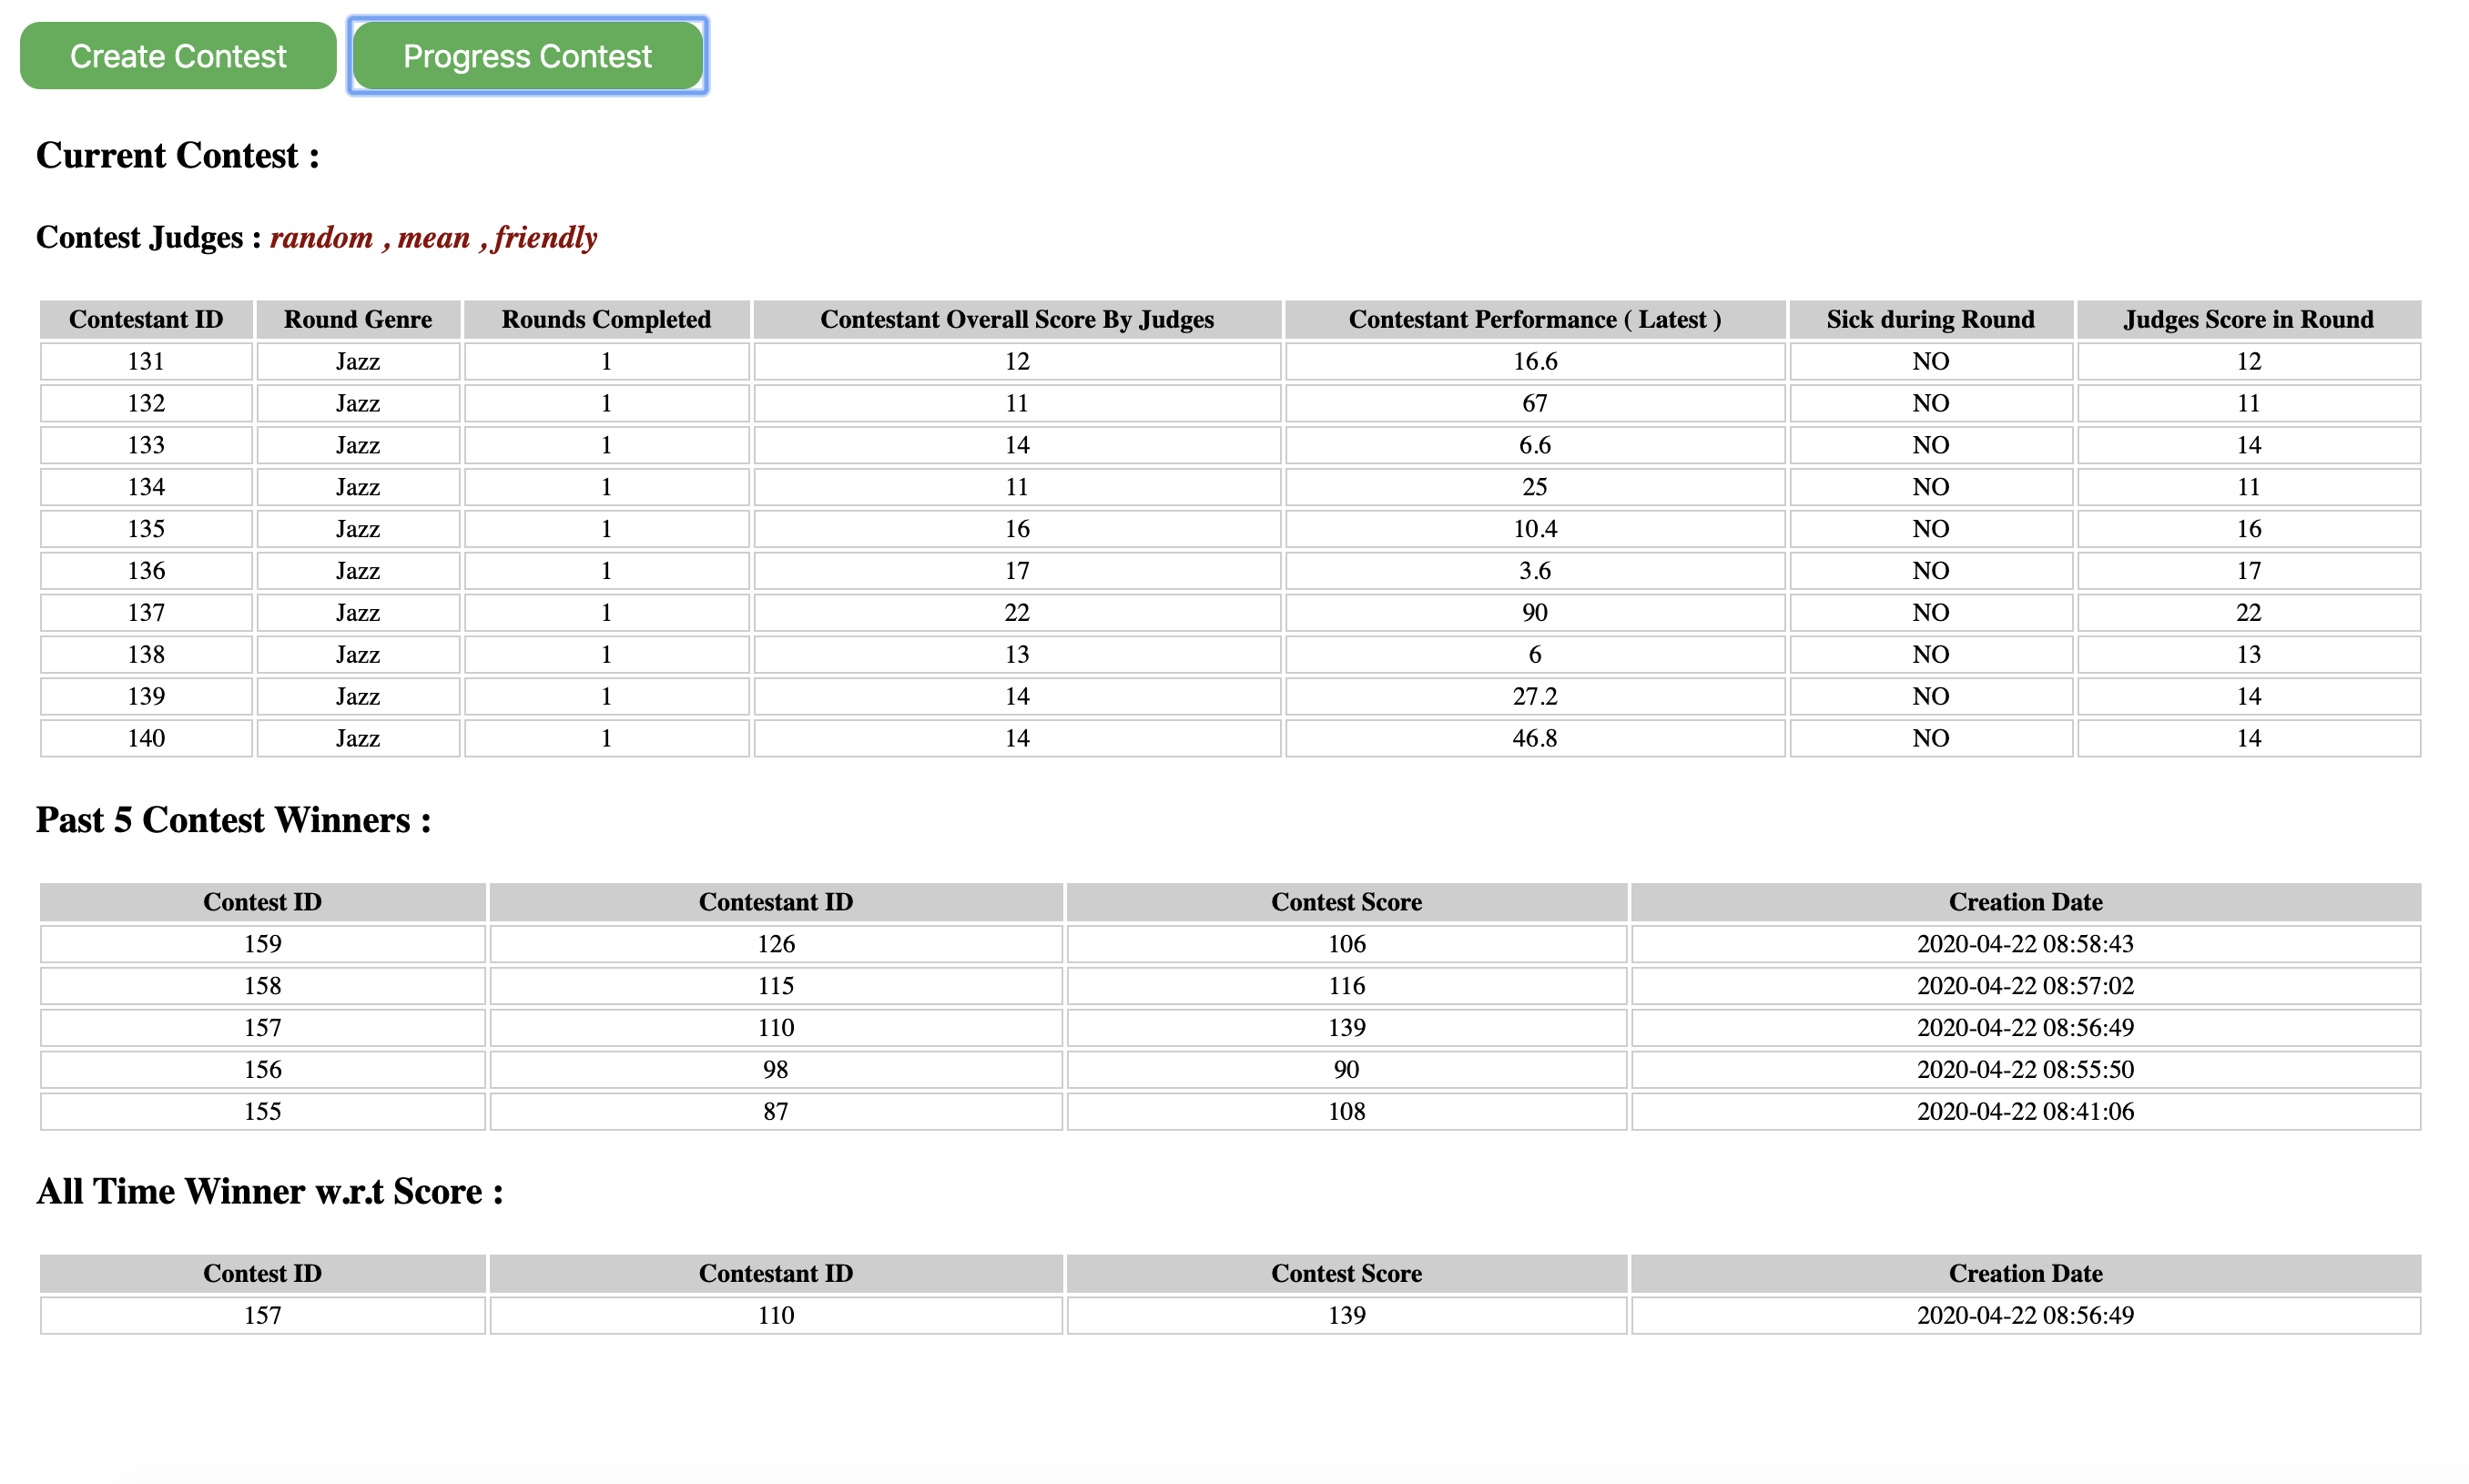 Create Contest Progress Contest
Current Contest :
Contest Judges : random , mean , friendly
Contestant ID Round Genre Rounds Completed Contestant Overall Score By Judges Contestant Performance ( Latest ) Sick during Round Judges Score in Round
131 Jazz 1 12 16.6 NO 12
132 Jazz 1 11 67 NO 11
133 Jazz 1 14 6.6 NO 14
134 Jazz 1 11 25 NO 11
135 Jazz 1 16 10.4 NO 16
136 Jazz 1 17 3.6 NO 17
137 Jazz 1 22 90 NO 22
138 Jazz 1 13 6 NO 13
139 Jazz 1 14 27.2 NO 14
140 Jazz 1 14 46.8 NO 14
Past 5 Contest Winners :
Contest ID Contestant ID Contest Score Creation Date
159 126 106 2020-04-22 08:58:43
158 115 116 2020-04-22 08:57:02
157 110 139 2020-04-22 08:56:49
156 98 90 2020-04-22 08:55:50
155 87 108 2020-04-22 08:41:06
All Time Winner w.r.t Score :
Contest ID Contestant ID Contest Score Creation Date
157 110 139 2020-04-22 08:56:49